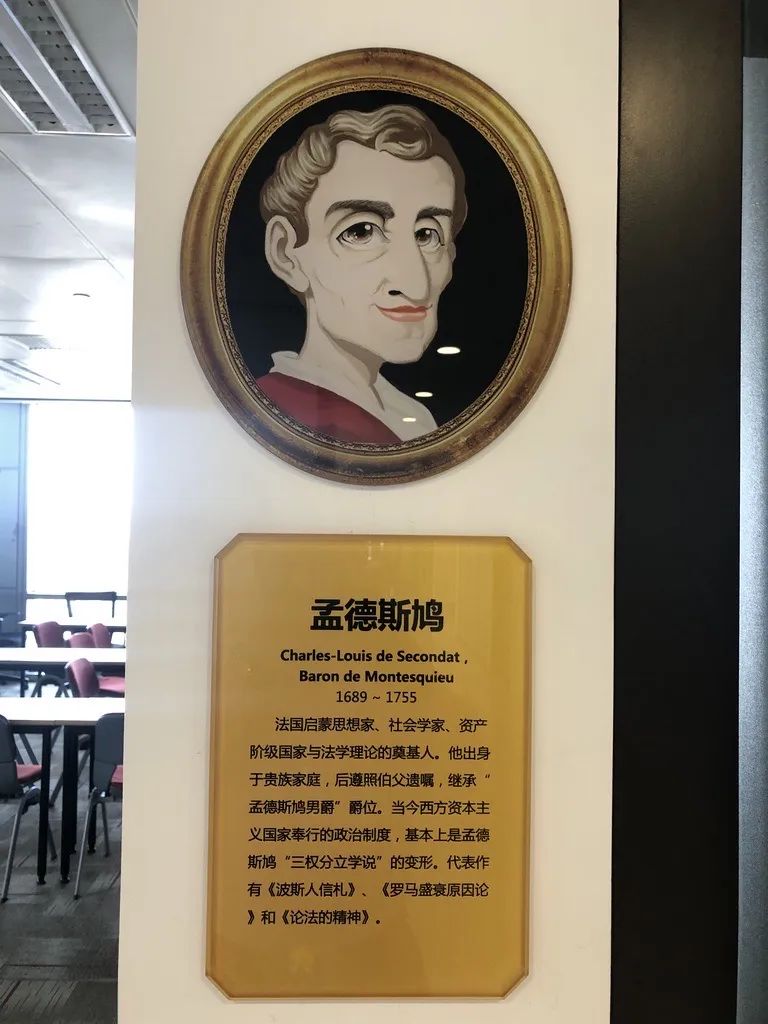 孟德斯鸠
Charles-Louis de Secondat，
Baron de Montesquieu
1689 ~ 1755
法国启蒙思想家、社会学家、资产
阶级国家与法学理论的奠基人。他出身
于贵族家庭，后遵照伯父遗嘱，继承“
孟德斯鸠男爵”爵位。当今西方资本主
义国家奉行的政治制度，基本上是孟德
斯鸠“三权分立学说”的变形。代表作
有《波斯人信札》、《罗马盛衰原因论
》和《论法的精神》。